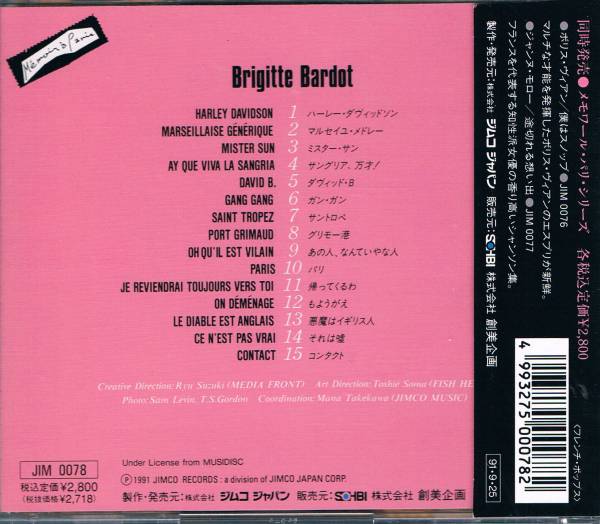 Mémoire à Paris
Brigitte Bardot
HARLEY DAVIDSON 1 ハーレー・ダヴィッドソン
MARSEILLAISE GÉNÉRIQUE 2 マルセイユ・メドレー
MISTER SUN 3 ミスター・サン
AY QUE VIVA LA SANGRIA 4 サングリア、万才!
DAVID B. 5 ダヴィッド・B
GANG GANG 6 ガン・ガン
SAINT TROPEZ 7 サントロペ
PORT GRIMAUD 8 グリモー港
OH QU'IL EST VILAIN 9 あの人、なんていやな人
PARIS 10 パリ
JE REVIENDRAI TOUJOURS VERS TOI 11 帰ってくるわ
ON DÉMENAGE 12 もようがえ
LE DIABLE EST ANGLAIS 13 悪魔はイギリス人
CE N'EST PAS VRAI 14 それは嘘
CONTACT 15 コンタクト
Creative Direction: Ryu Suzuki (MEDIA FRONT) Art Direction: Toshie Soma (FISH HE
Photo: Sam Levin, T.S.Gordon Coordination: Mana Takekawa (JIMCO MUSIC)
JIM 0078
税込定価¥2,800
(税抜価格¥2,718)
Under License from MUSIDISC
Ⓟ1991 JIMCO RECORDS : a division of JIMCO JAPAN CORP.
製作・発売元:株式会社 ジムコ ジャパン 販売元:SOHBI 株式会社 創美企画
同時発売●メモワール・パリ・シリーズ 各税込定価¥2,800
●ボリス・ヴィアン/僕はスノッブ●JIM 0076
マルチな才能を発揮したボリス・ヴィアンのエスプリが新鮮。
●ジャンヌ・モロー/途切れる想い出●JIM 0077
フランスを代表する知性派女優の香り高いシャンソン集。
製作・発売元:株式会社 ジムコ ジャパン 販売元:SOHBI 株式会社 創美企画
4 993275 000782
〈フレンチ・ポップス〉
91・9・25